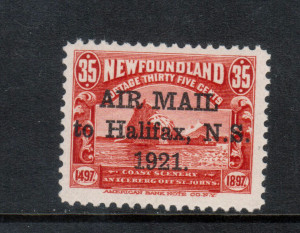 35 NEWFOUNDLAND 35
POSTAGE THIRTY FIVE CENTS
AIR MAIL
to Halifax, N.S.
1921.
COAST SCENERY
1497. AN ICEBERG OFF ST. JOHN'S. 1897.
AMERICAN BANK NOTE CO. N.Y.